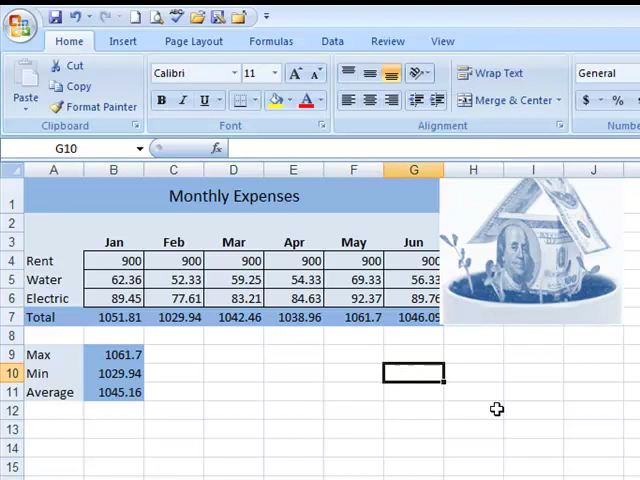 Home Insert Page Layout Formulas Data Review View
Cut
Copy
Format Painter
Paste
Clipboard
Calibri 11
B I U
Font
Wrap Text
Merge & Center
Alignment
General
$ %
Numbe
G10 fx
A B C D E F G H I J
1 Monthly Expenses
2
3 Jan Feb Mar Apr May Jun
4 Rent 900 900 900 900 900 900
5 Water 62.36 52.33 59.25 54.33 69.33 56.33
6 Electric 89.45 77.61 83.21 84.63 92.37 89.76
7 Total 1051.81 1029.94 1042.46 1038.96 1061.7 1046.09
8
9 Max 1061.7
10 Min 1029.94
11 Average 1045.16
12
13
14
15